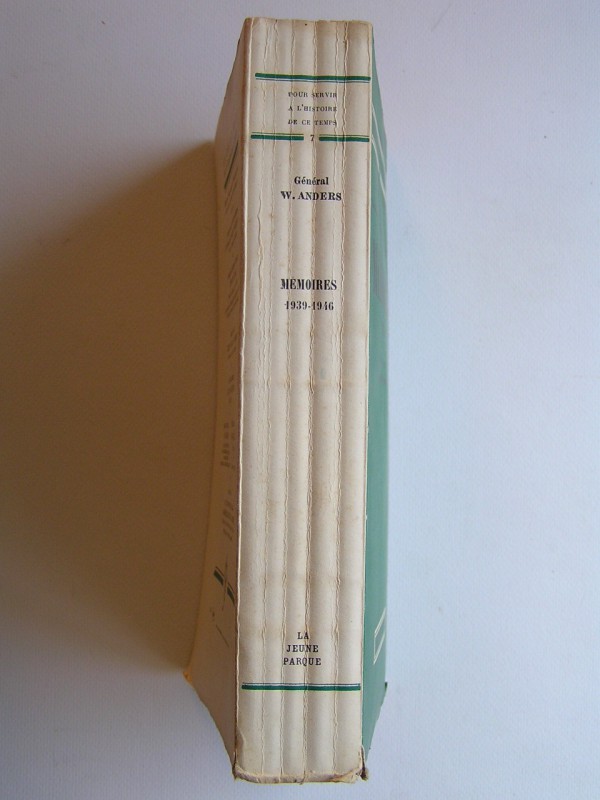 POUR SERVIR
A L'HISTOIRE
DE CE TEMPS
7
Général
W. ANDERS
MÉMOIRES
1939-1946
LA
JEUNE
PARQUE